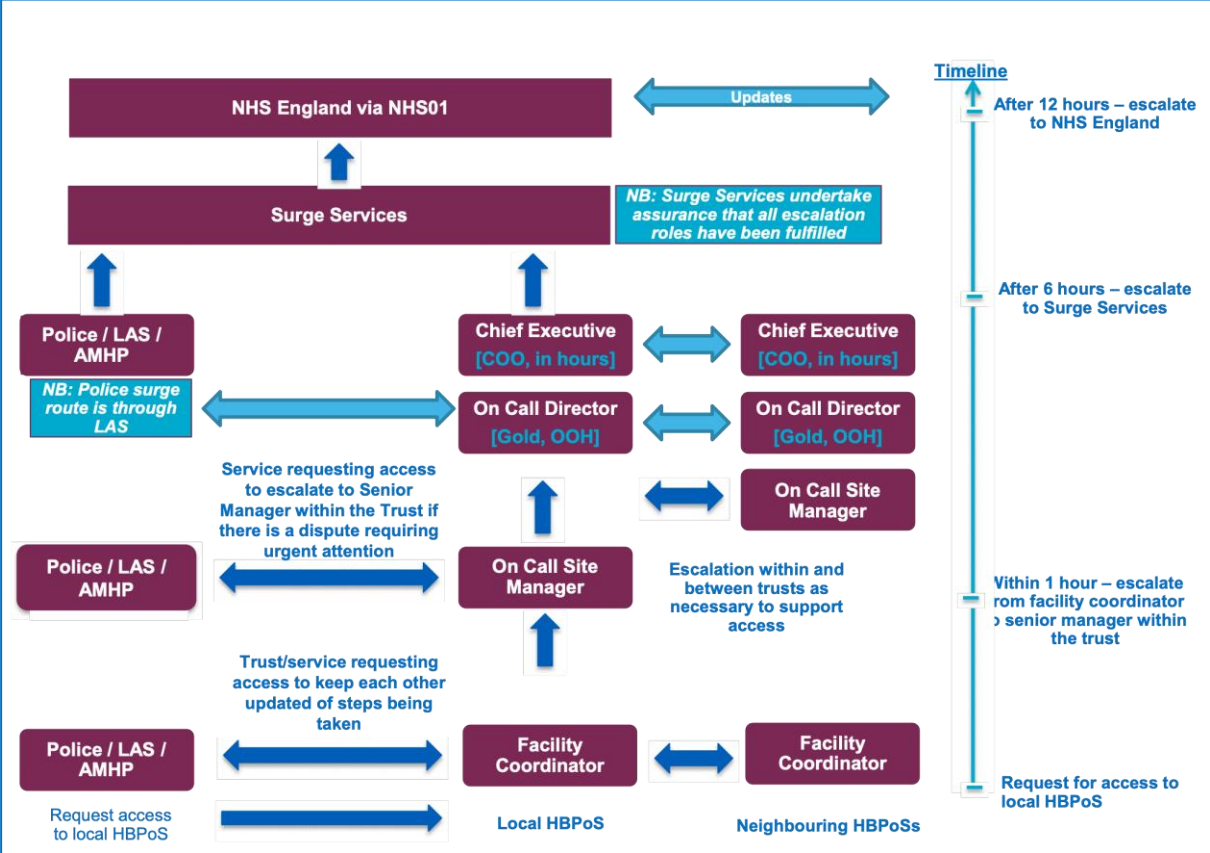 Timeline
NHS England via NHS01
Updates
After 12 hours – escalate
to NHS England
Surge Services
NB: Surge Services undertake
assurance that all escalation
roles have been fulfilled
After 6 hours – escalate
to Surge Services
Police / LAS /
AMHP
NB: Police surge
route is through
LAS
Chief Executive
[COO, in hours]
Chief Executive
[COO, in hours]
On Call Director
[Gold, OOH]
On Call Director
[Gold, OOH]
Service requesting access
to escalate to Senior
Manager within the Trust if
there is a dispute requiring
urgent attention
On Call Site
Manager
Police / LAS /
AMHP
On Call Site
Manager
Escalation within and
between trusts as
necessary to support
access
Within 1 hour – escalate
rom facility coordinator
o senior manager within
the trust
Trust/service requesting
access to keep each other
updated of steps being
taken
Police / LAS /
AMHP
Facility
Coordinator
Facility
Coordinator
Request for access to
local HBPoS
Request access
to local HBPoS
Local HBPoS
Neighbouring HBPoSs